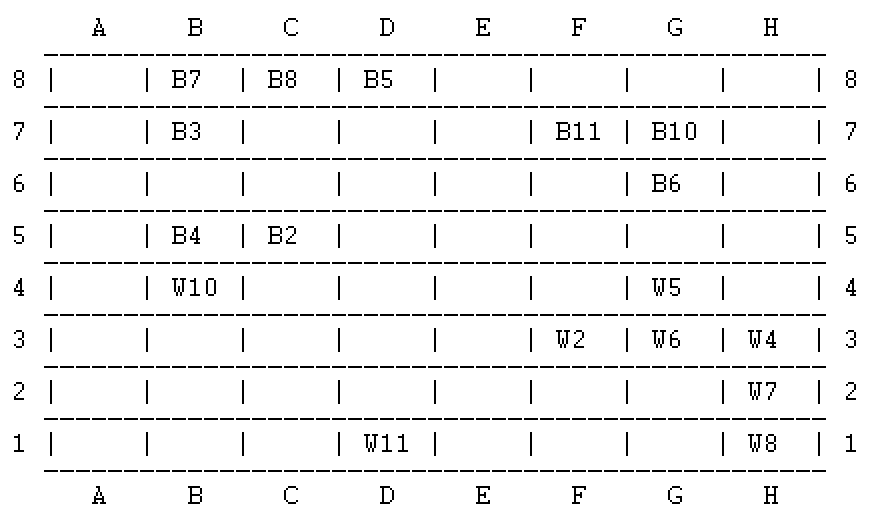 A B C D E F G H
8 | | B7 | B8 | B5 | | | | | 8
7 | | B3 | | | | B11 | B10 | | 7
6 | | | | | | | B6 | | 6
5 | | B4 | B2 | | | | | | 5
4 | | W10 | | | | | W5 | | 4
3 | | | | | | W2 | W6 | W4 | 3
2 | | | | | | | | W7 | 2
1 | | | | W11 | | | | W8 | 1
A B C D E F G H